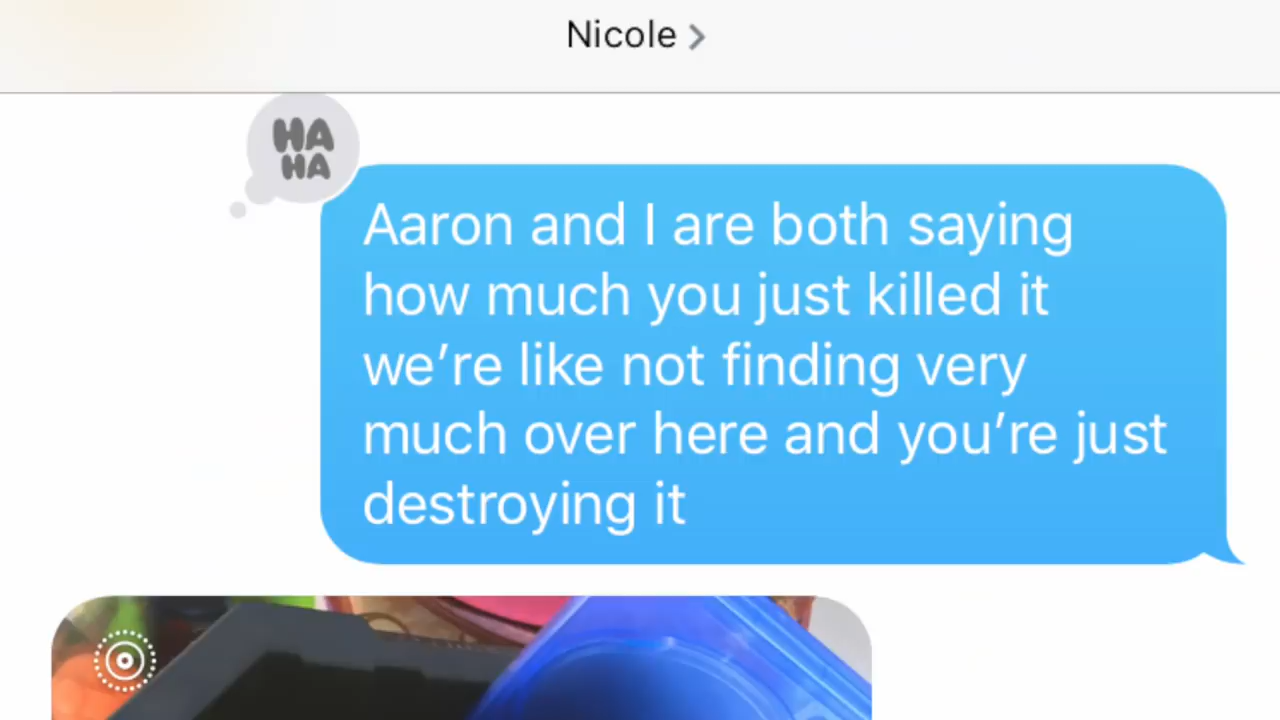 Nicole
HA
HA
Aaron and I are both saying
how much you just killed it
we’re like not finding very
much over here and you’re just
destroying it